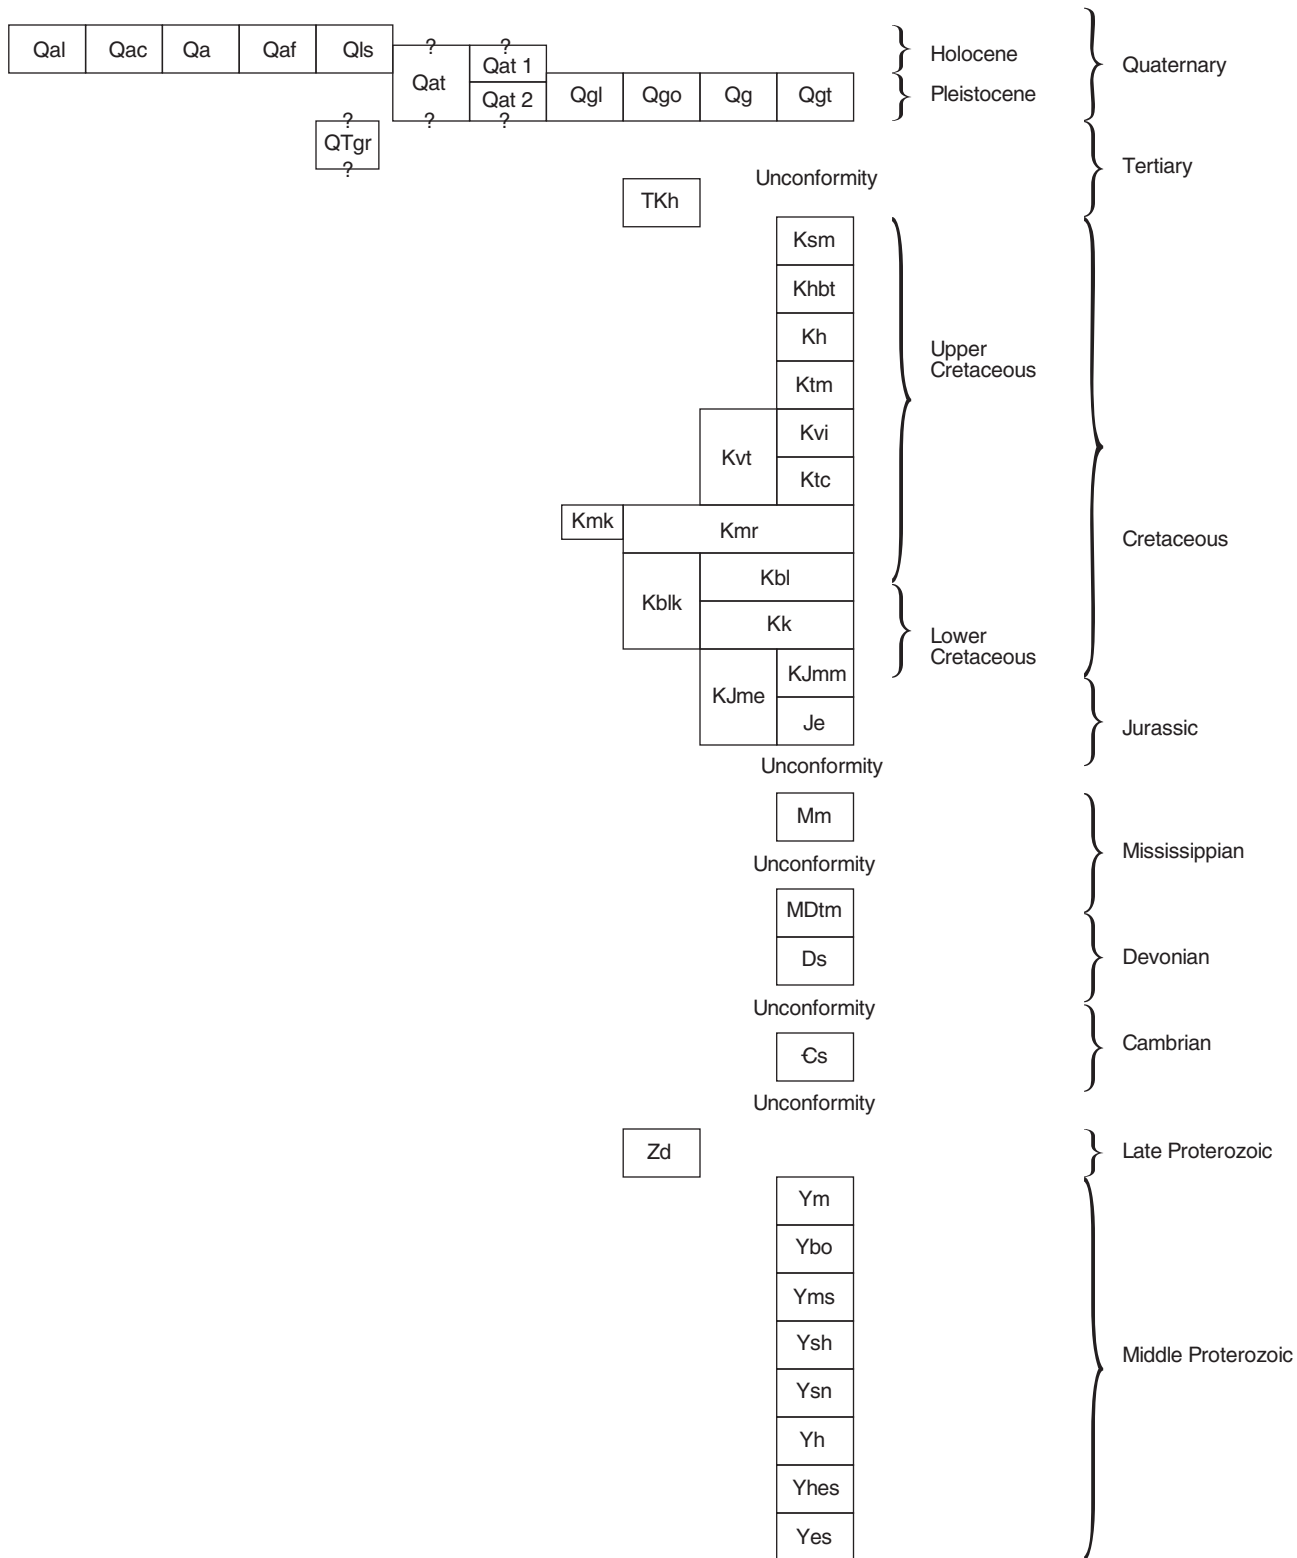 Qal Qac Qa Qaf Qls
? ?
Qat Qat 1
Qat 2
? ?
Qgl Qgo Qg Qgt
Holocene
Pleistocene
Quaternary
?
QTgr
?
Tertiary
Unconformity
TKh
Ksm
Khbt
Kh
Ktm
Upper
Cretaceous
Kvt Kvi
Ktc
Kmk Kmr
Cretaceous
Kblk Kbl
Kk
Lower
Cretaceous
KJme KJmm
Je
Jurassic
Unconformity
Mm
Mississippian
Unconformity
MDtm
Ds
Devonian
Unconformity
Єs
Cambrian
Unconformity
Zd
Late Proterozoic
Ym
Ybo
Yms
Ysh
Middle Proterozoic
Ysn
Yh
Yhes
Yes